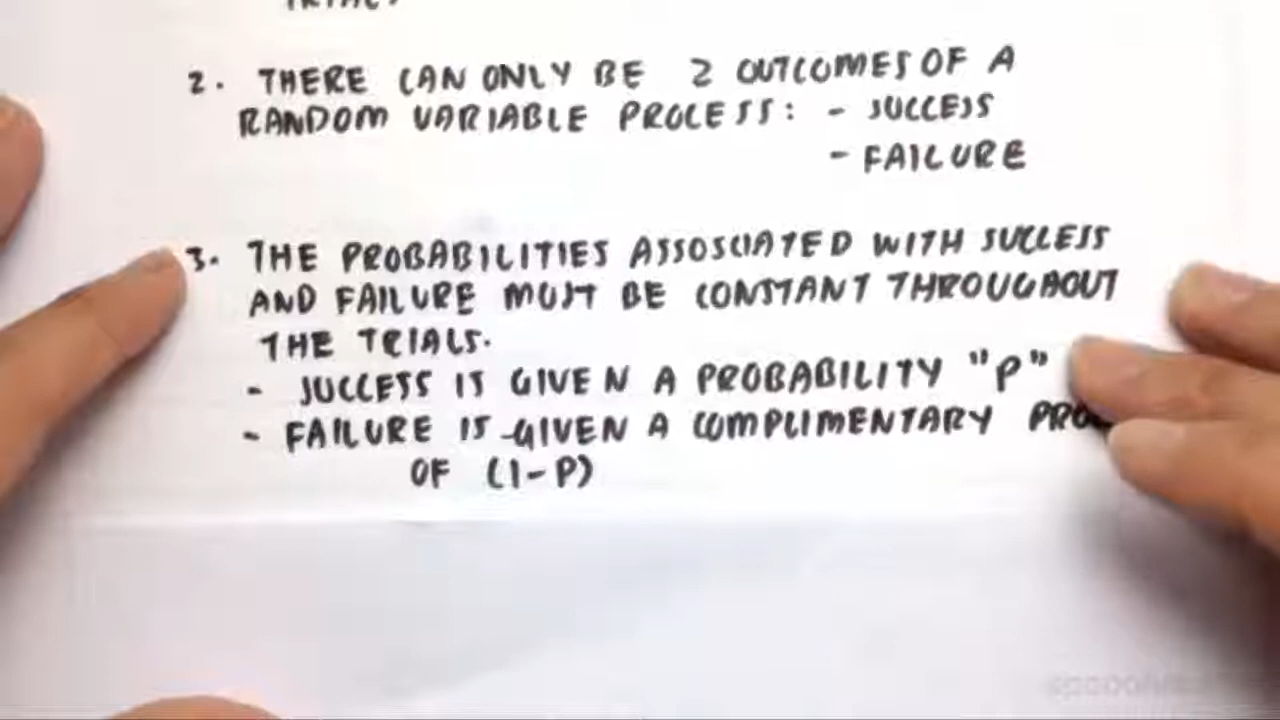 2. THERE CAN ONLY BE 2 OUTCOMES OF A
RANDOM VARIABLE PROCESS: - SUCCESS
- FAILURE
3. THE PROBABILITIES ASSOSCIATED WITH SUCCESS
AND FAILURE MUST BE CONSTANT THROUGHOUT
THE TRIALS.
- SUCCESS IS GIVEN A PROBABILITY "P"
- FAILURE IS GIVEN A COMPLIMENTARY
OF (1-P)